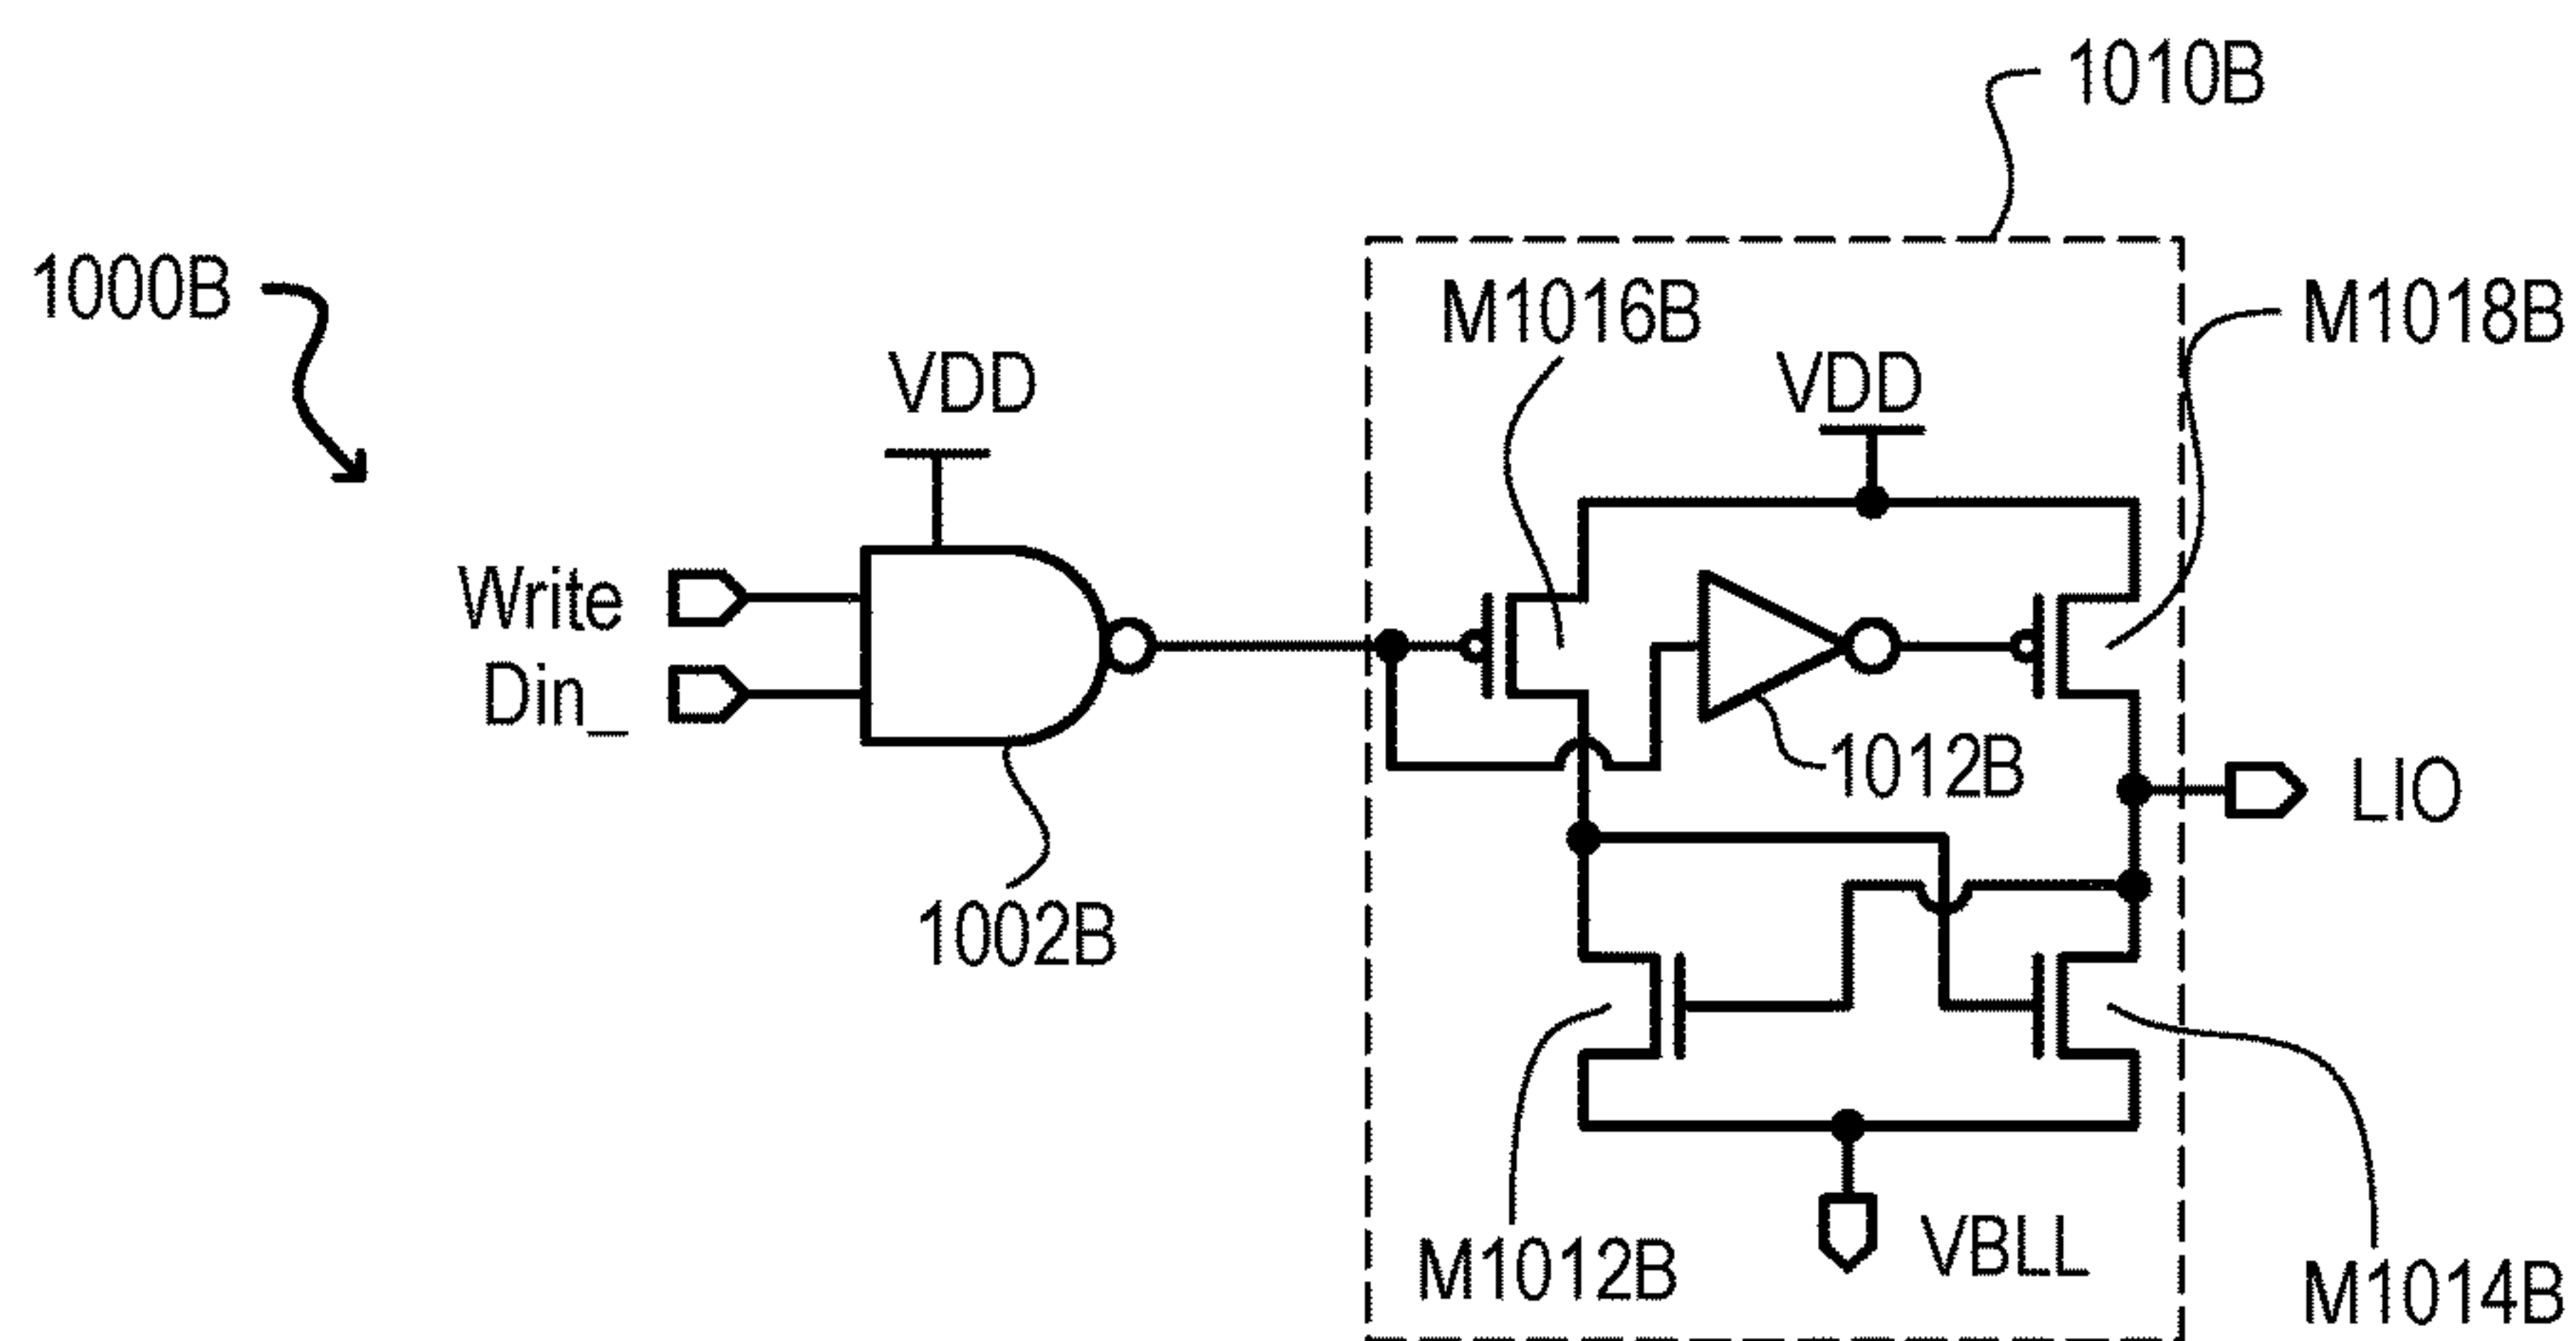 1010B
1000B
M1016B
M1018B
VDD
VDD
Write
Din_
1012B
LIO
1002B
VBLL
M1012B
M1014B